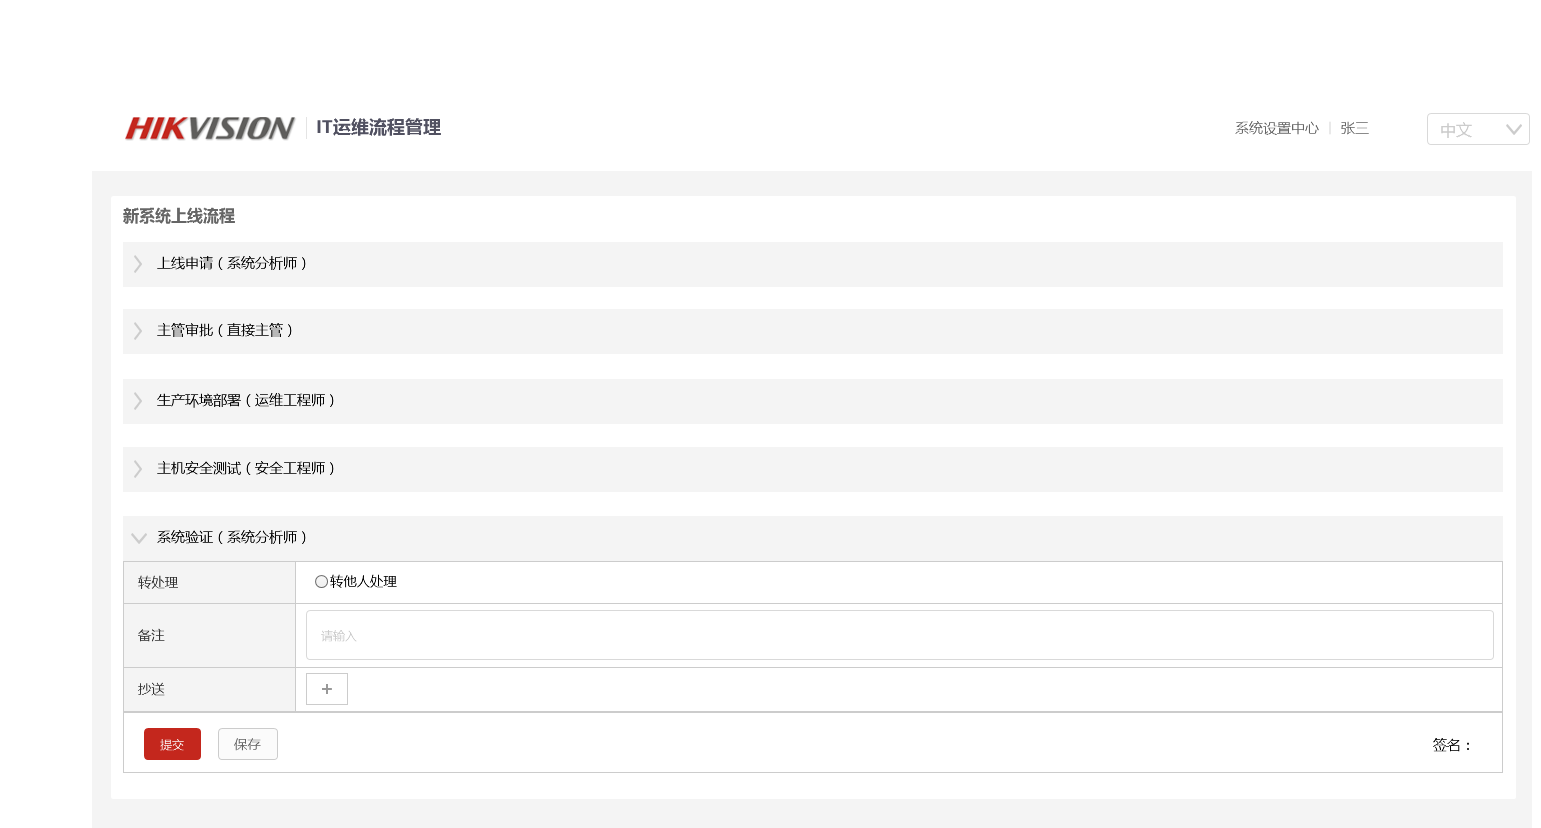 HIKVISION IT运维流程管理 系统设置中心 张三 中文
新系统上线流程
上线申请（系统分析师）
主管审批（直接主管）
生产环境部署（运维工程师）
主机安全测试（安全工程师）
系统验证（系统分析师）
转处理 转他人处理
备注 请输入
抄送 +
提交 保存 签名：